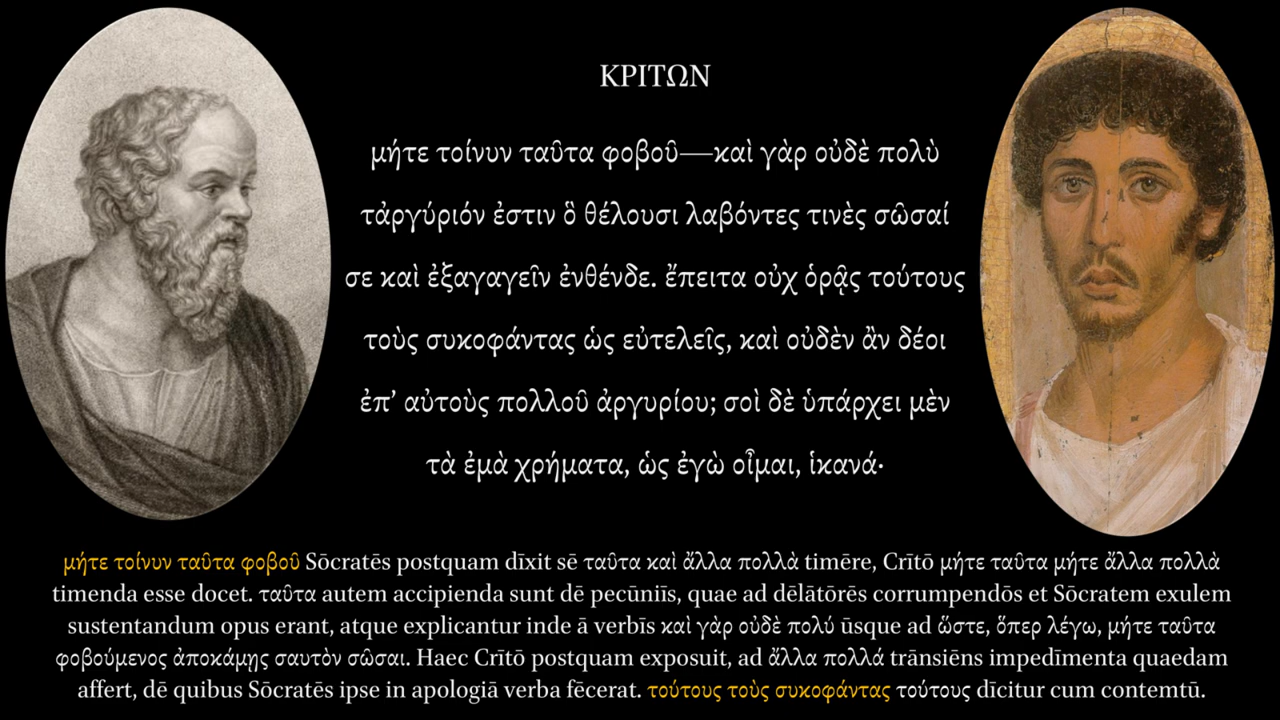 ΚΡΙΤΩΝ
μήτε τοίνυν ταῦτα φοβοῦ—καὶ γὰρ οὐδὲ πολὺ
τἀργύριόν ἐστιν ὃ θέλουσι λαβόντες τινὲς σῶσαί
σε καὶ ἐξαγαγεῖν ἐνθένδε. ἔπειτα οὐχ ὁρᾷς τούτους
τοὺς συκοφάντας ὡς εὐτελεῖς, καὶ οὐδὲν ἂν δέοι
ἐπ’ αὐτοὺς πολλοῦ ἀργυρίου; σοὶ δὲ ὑπάρχει μὲν
τὰ ἐμὰ χρήματα, ὡς ἐγὼ οἶμαι, ἱκανά·
μήτε τοίνυν ταῦτα φοβοῦ Sōcratēs postquam dīxit sē ταῦτα καὶ ἄλλα πολλὰ timēre, Crītō μήτε ταῦτα μήτε ἄλλα πολλὰ
timenda esse docet. ταῦτα autem accipienda sunt dē pecūniīs, quae ad dēlātōrēs corrumpendōs et Sōcratem exulem
sustentandum opus erant, atque explicantur inde ā verbīs καὶ γὰρ οὐδὲ πολύ ūsque ad ὥστε, ὅπερ λέγω, μήτε ταῦτα
φοβούμενος ἀποκάμῃς σαυτὸν σῶσαι. Haec Crītō postquam exposuit, ad ἄλλα πολλά trānsiēns impedīmenta quaedam
affert, dē quibus Sōcratēs ipse in apologiā verba fēcerat. τούτους τοὺς συκοφάντας τούτους dīcitur cum contemtū.